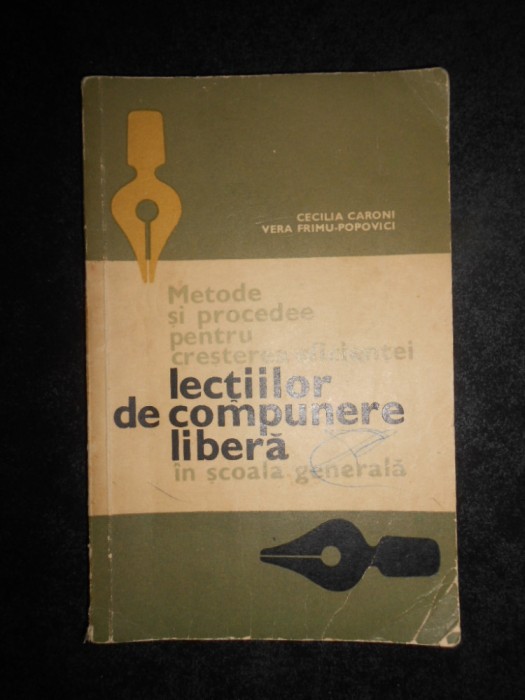 CECILIA CARONI
VERA FRIMU-POPOVICI
Metode
și procedee
pentru
creșterea eficienței
lecțiilor
de compunere
liberă
în școala generală